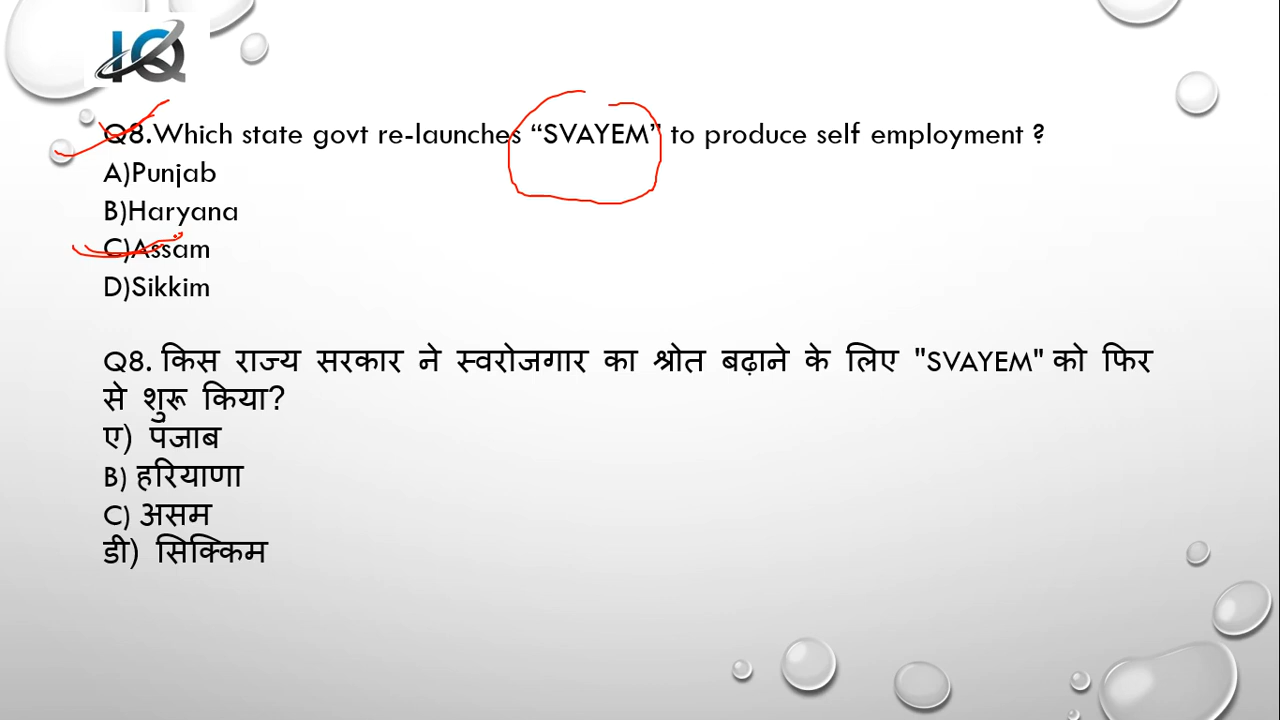 IQ
Q8.Which state govt re-launches “SVAYEM” to produce self employment ?
A)Punjab
B)Haryana
C)Assam
D)Sikkim
Q8. किस राज्य सरकार ने स्वरोजगार का श्रोत बढ़ाने के लिए "SVAYEM" को फिर
से शुरू किया?
ए) पंजाब
B) हरियाणा
C) असम
डी) सिक्किम